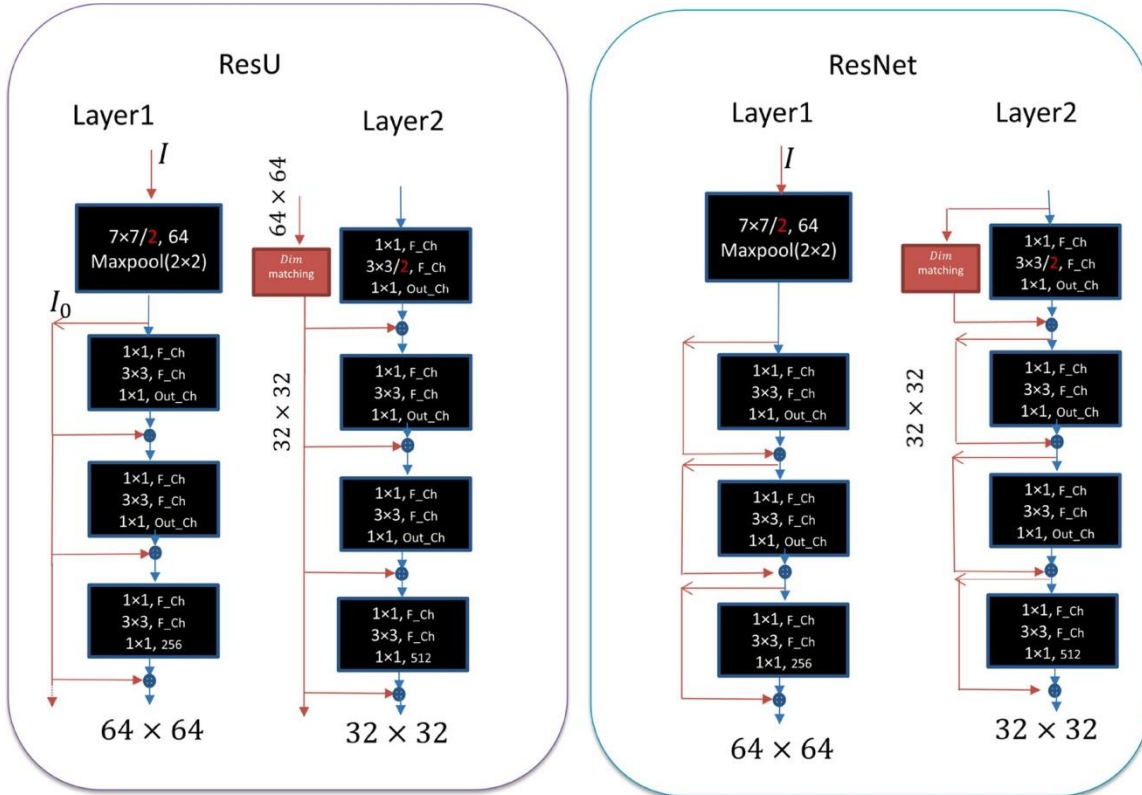 ResU
Layer1
I
7×7/2, 64
Maxpool(2×2)
I₀
1×1, F_Ch
3×3, F_Ch
1×1, Out_Ch
1×1, F_Ch
3×3, F_Ch
1×1, Out_Ch
1×1, F_Ch
3×3, F_Ch
1×1, 256
64 × 64
Layer2
64 × 64
Dim
matching
1×1, F_Ch
3×3/2, F_Ch
1×1, Out_Ch
32 × 32
1×1, F_Ch
3×3, F_Ch
1×1, Out_Ch
1×1, F_Ch
3×3, F_Ch
1×1, Out_Ch
1×1, F_Ch
3×3, F_Ch
1×1, 512
32 × 32
ResNet
Layer1
I
7×7/2, 64
Maxpool(2×2)
1×1, F_Ch
3×3, F_Ch
1×1, Out_Ch
1×1, F_Ch
3×3, F_Ch
1×1, Out_Ch
1×1, F_Ch
3×3, F_Ch
1×1, 256
64 × 64
Layer2
Dim
matching
1×1, F_Ch
3×3/2, F_Ch
1×1, Out_Ch
32 × 32
1×1, F_Ch
3×3, F_Ch
1×1, Out_Ch
1×1, F_Ch
3×3, F_Ch
1×1, Out_Ch
1×1, F_Ch
3×3, F_Ch
1×1, 512
32 × 32